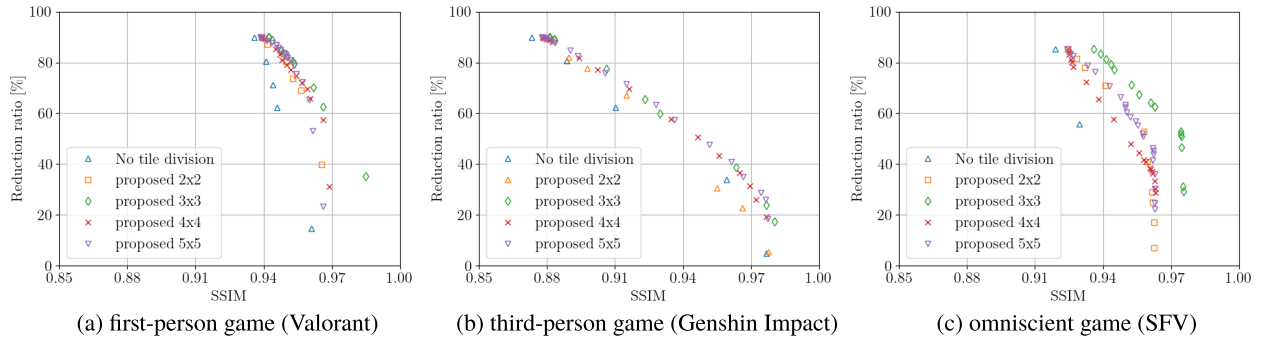 100
80
60
40
20
0
Reduction ratio [%]
No tile division
proposed 2x2
proposed 3x3
proposed 4x4
proposed 5x5
0.85 0.88 0.91 0.94 0.97 1.00
SSIM
(a) first-person game (Valorant)
100
80
60
40
20
0
Reduction ratio [%]
No tile division
proposed 2x2
proposed 3x3
proposed 4x4
proposed 5x5
0.85 0.88 0.91 0.94 0.97 1.00
SSIM
(b) third-person game (Genshin Impact)
100
80
60
40
20
0
Reduction ratio [%]
No tile division
proposed 2x2
proposed 3x3
proposed 4x4
proposed 5x5
0.85 0.88 0.91 0.94 0.97 1.00
SSIM
(c) omniscient game (SFV)